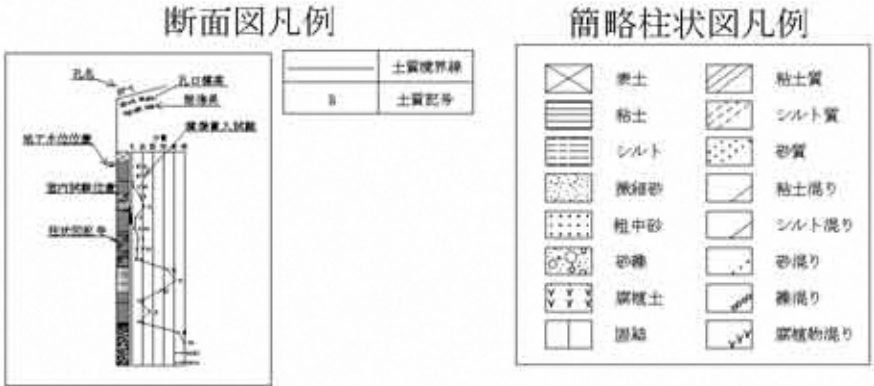 断面図凡例
簡略柱状図凡例
孔名
孔口標高
土質境界線
B 土質記号
標準貫入試験
地下水位位置
室内試験位置
柱状図記号
表土 粘土質
粘土 シルト質
シルト 砂質
微細砂 粘土混り
粗中砂 シルト混り
砂礫 砂混り
腐植土 礫混り
固結 腐植物混り